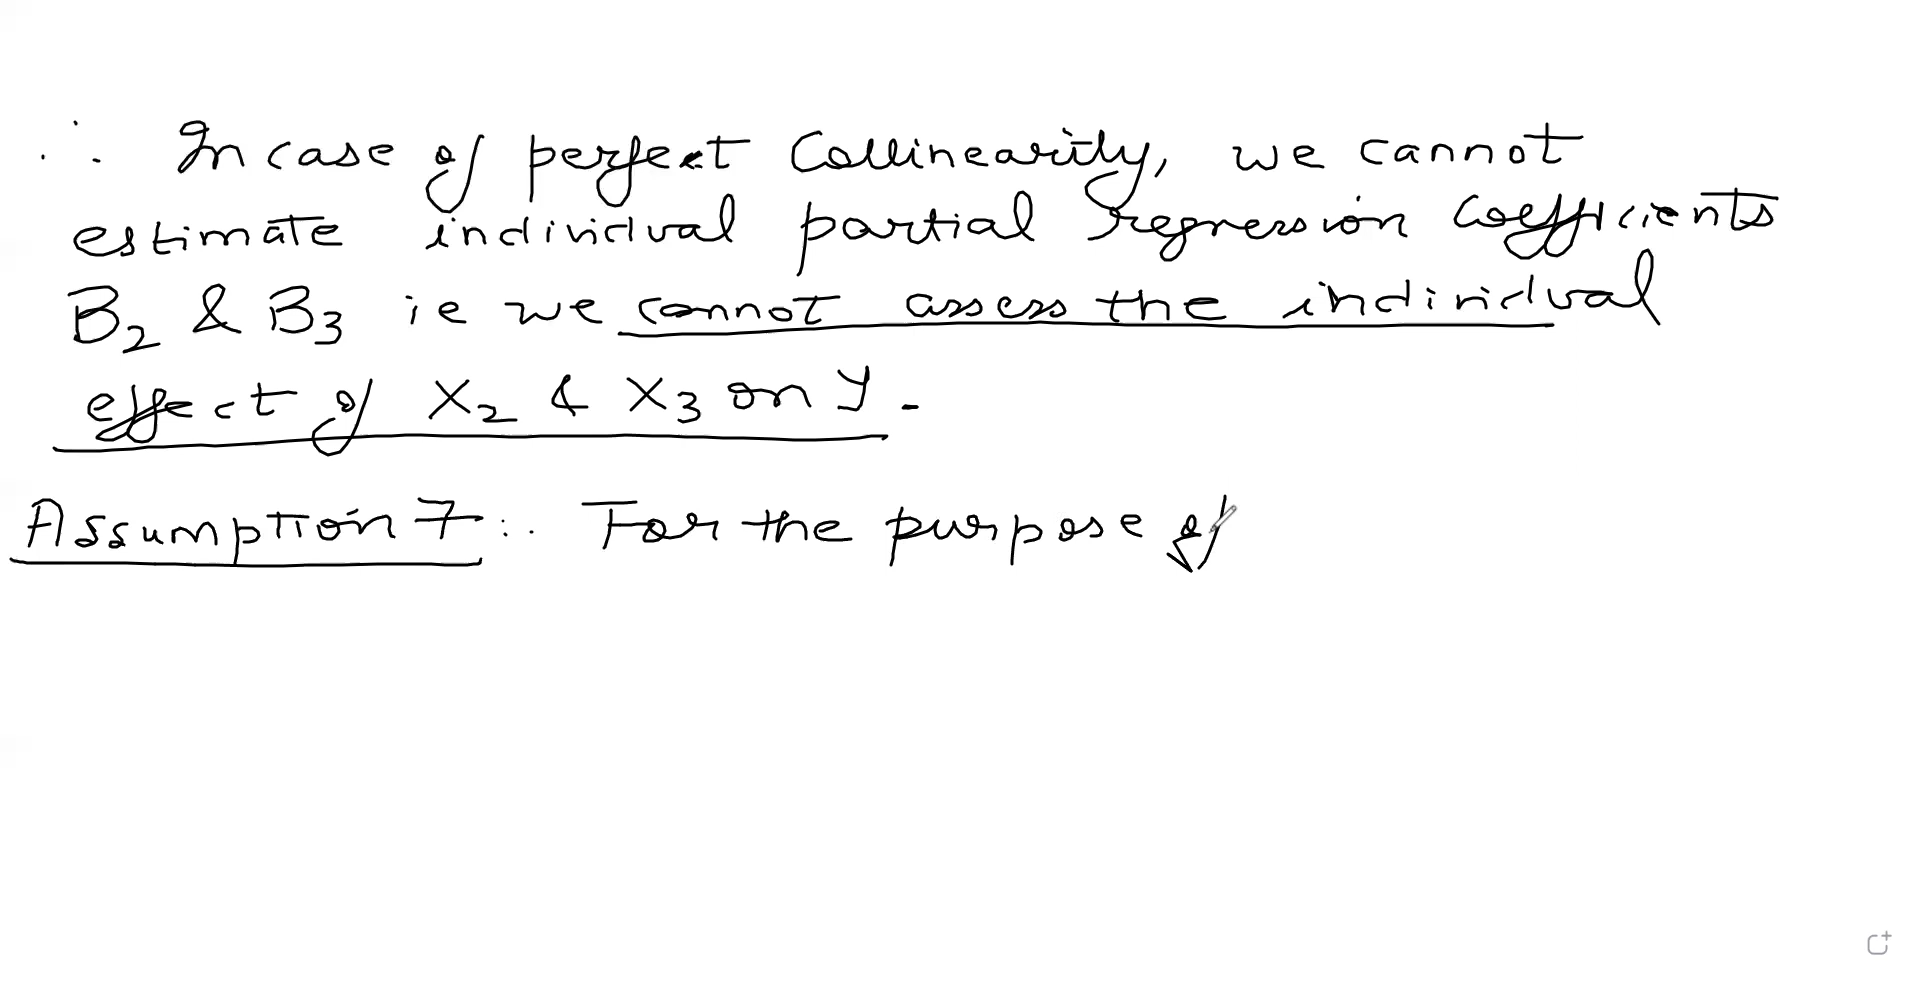 ∴ In case of perfect Collinearity, we cannot
estimate individual partial regression coefficients
B₂ & B₃ ie we cannot assess the individual
effect of X₂ & X₃ on Y.
Assumption 7:. For the purpose of